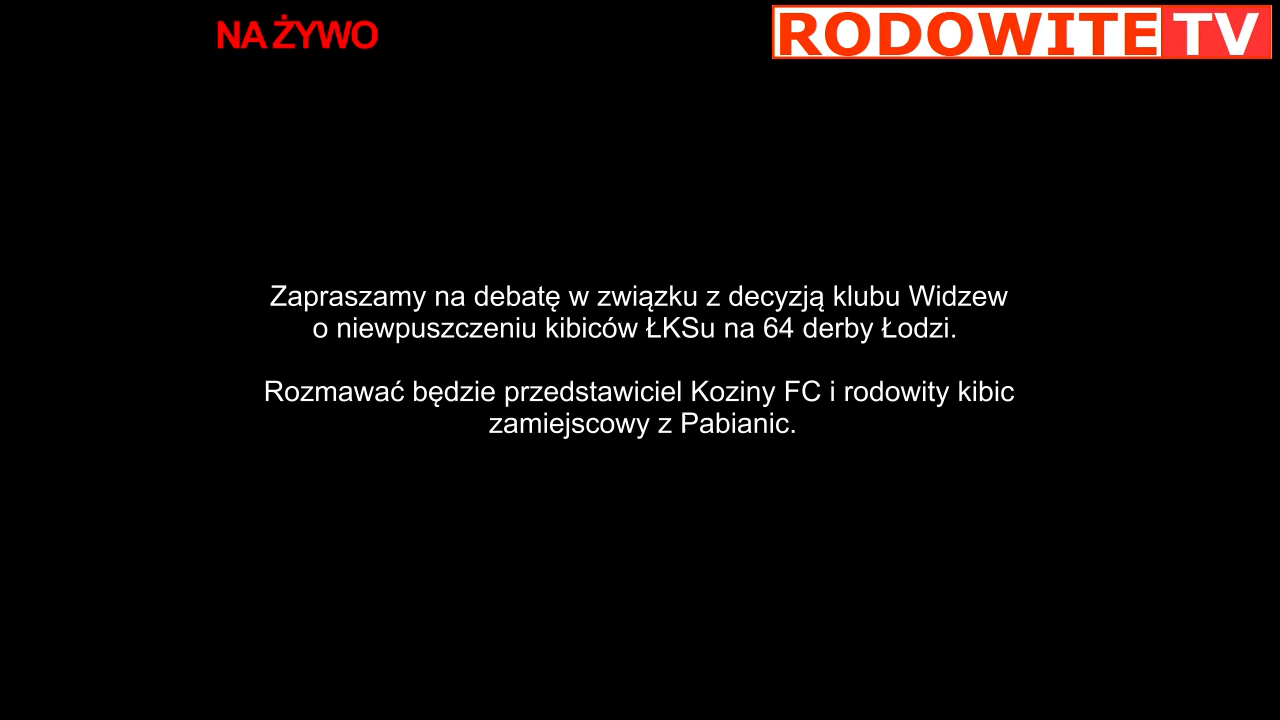 NA ŻYWO
RODOWITE TV
Zapraszamy na debatę w związku z decyzją klubu Widzew
o niewpuszczeniu kibiców ŁKSu na 64 derby Łodzi.
Rozmawać będzie przedstawiciel Koziny FC i rodowity kibic
zamiejscowy z Pabianic.